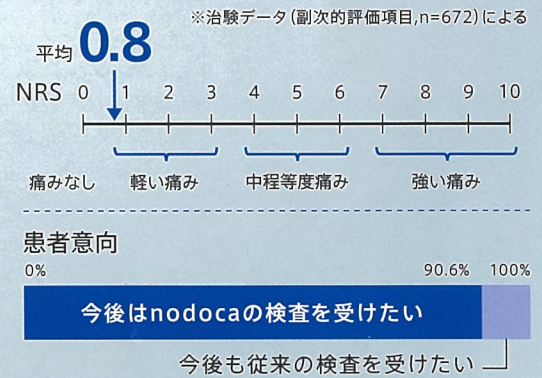 ※治験データ(副次的評価項目,n=672)による
平均0.8
NRS 0 1 2 3 4 5 6 7 8 9 10
痛みなし 軽い痛み 中程等度痛み 強い痛み
患者意向
0% 90.6% 100%
今後はnodocaの検査を受けたい
今後も従来の検査を受けたい